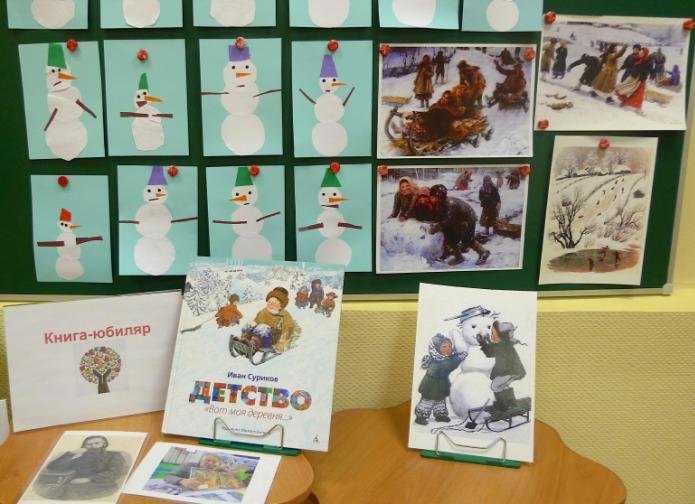 Книга-юбиляр
Иван Суриков
ДЕТСТВО
«Вот моя деревня...»